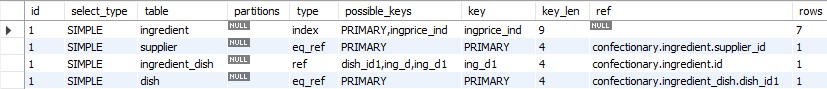 id select_type table partitions type possible_keys key key_len ref rows
1 SIMPLE ingredient NULL index PRIMARY,ingprice_ind ingprice_ind 9 NULL 7
1 SIMPLE supplier NULL eq_ref PRIMARY PRIMARY 4 confectionary.ingredient.supplier_id 1
1 SIMPLE ingredient_dish NULL ref dish_id1,ing_d,ing_d1 ing_d1 4 confectionary.ingredient.id 1
1 SIMPLE dish NULL eq_ref PRIMARY PRIMARY 4 confectionary.ingredient_dish.dish_id1 1